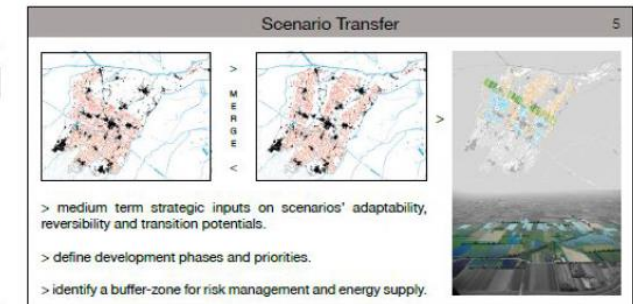 Scenario Transfer 5
>
M
E
R
G
E
<
>
> medium term strategic inputs on scenarios' adaptability,
reversibility and transition potentials.
> define development phases and priorities.
> identify a buffer-zone for risk management and energy supply.